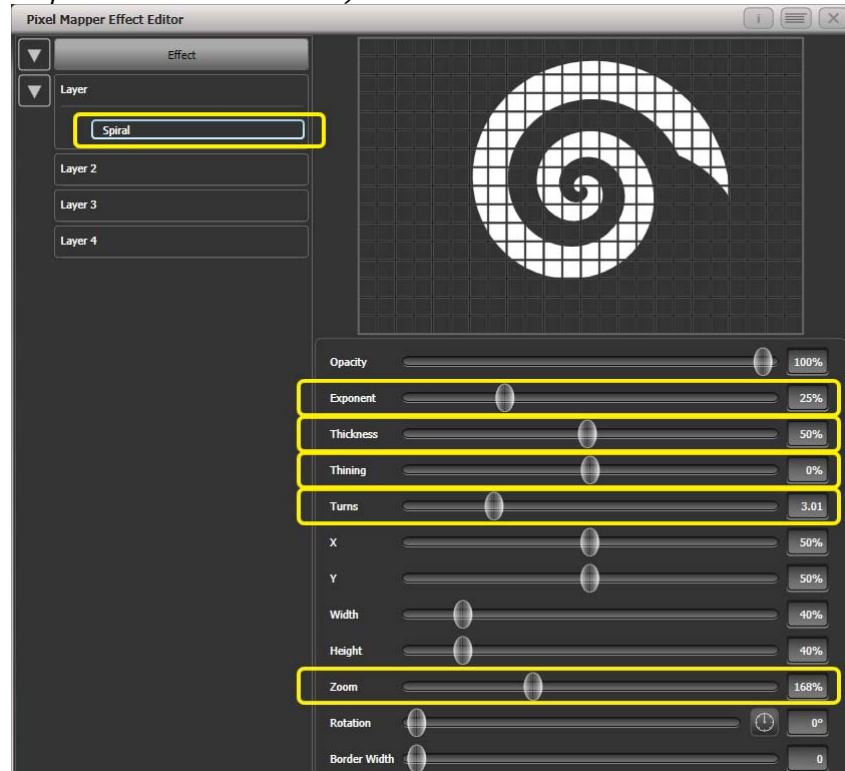 Pixel Mapper Effect Editor
i
Effect
Layer
Spiral
Layer 2
Layer 3
Layer 4
Opacity 100%
Exponent 25%
Thickness 50%
Thining 0%
Turns 3.01
X 50%
Y 50%
Width 40%
Height 40%
Zoom 168%
Rotation 0°
Border Width 0